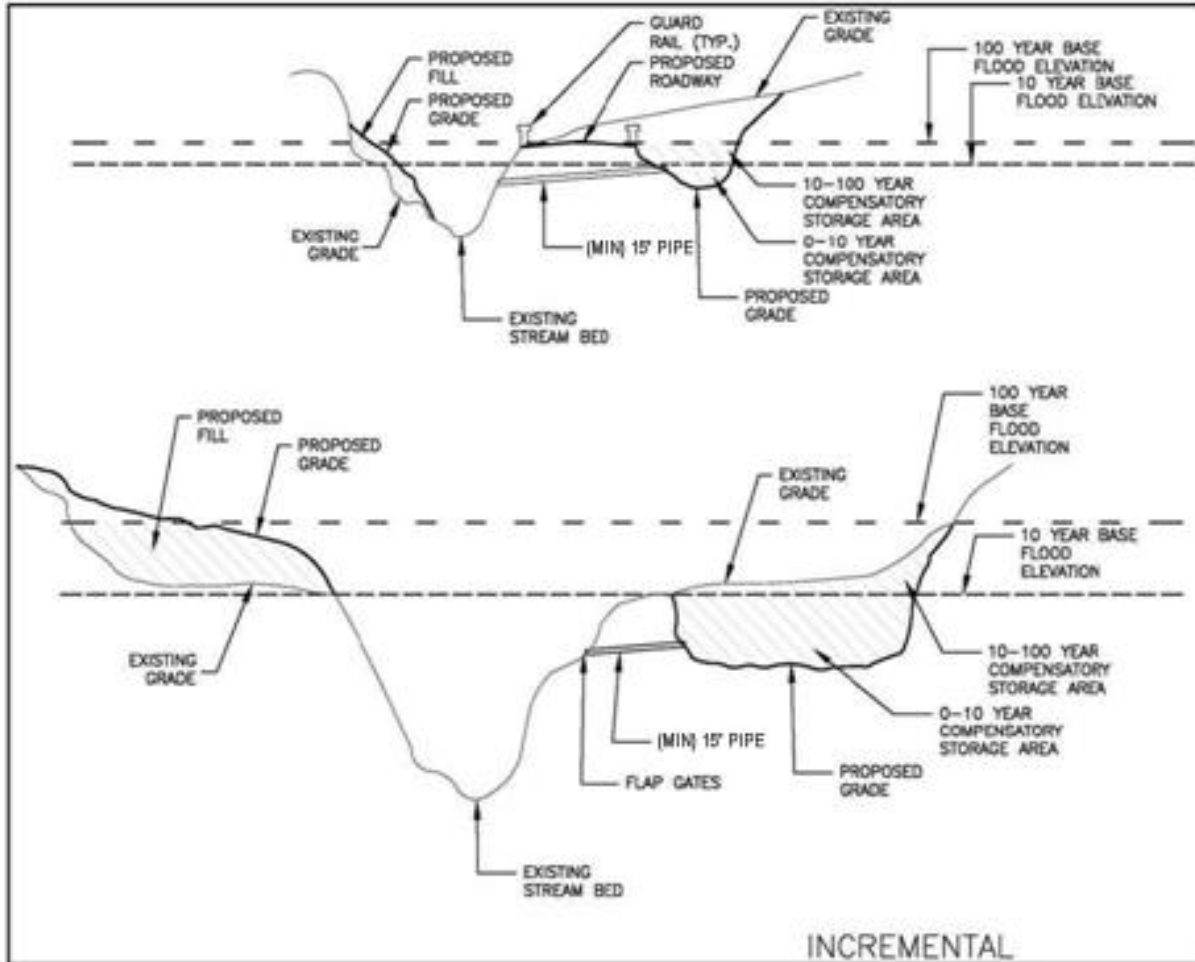 GUARD
RAIL (TYP.)
PROPOSED
ROADWAY
EXISTING
GRADE
PROPOSED
FILL
PROPOSED
GRADE
100 YEAR BASE
FLOOD ELEVATION
10 YEAR BASE
FLOOD ELEVATION
10-100 YEAR
COMPENSATORY
STORAGE AREA
0-10 YEAR
COMPENSATORY
STORAGE AREA
EXISTING
GRADE
(MIN) 15" PIPE
PROPOSED
GRADE
EXISTING
STREAM BED
PROPOSED
FILL
PROPOSED
GRADE
100 YEAR
BASE
FLOOD
ELEVATION
EXISTING
GRADE
10 YEAR BASE
FLOOD
ELEVATION
EXISTING
GRADE
10-100 YEAR
COMPENSATORY
STORAGE AREA
0-10 YEAR
COMPENSATORY
STORAGE AREA
(MIN) 15" PIPE
FLAP GATES
PROPOSED
GRADE
EXISTING
STREAM BED
INCREMENTAL